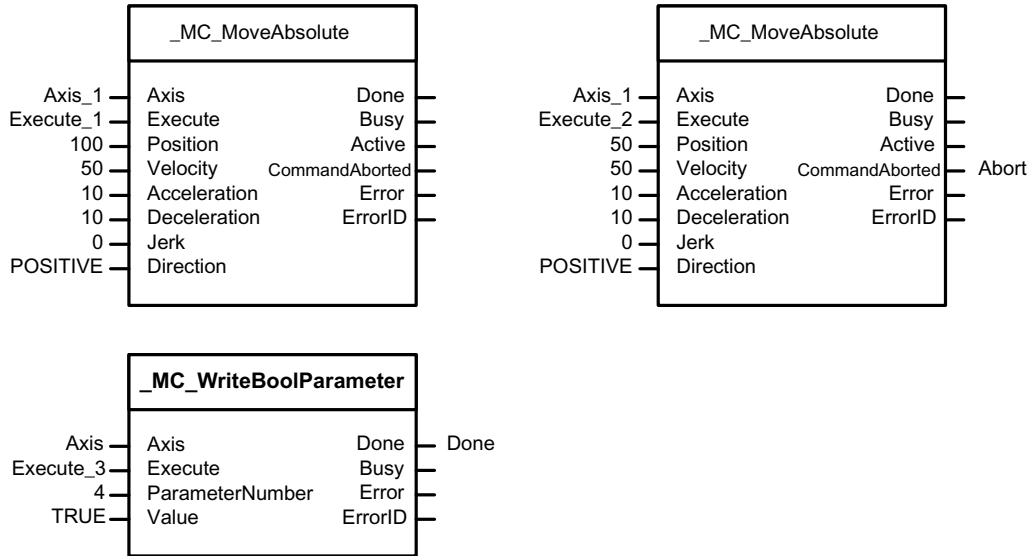 _MC_MoveAbsolute
Axis_1 Axis Done
Execute_1 Execute Busy
100 Position Active
50 Velocity CommandAborted
10 Acceleration Error
10 Deceleration ErrorID
0 Jerk
POSITIVE Direction
_MC_MoveAbsolute
Axis_1 Axis Done
Execute_2 Execute Busy
50 Position Active
50 Velocity CommandAborted Abort
10 Acceleration Error
10 Deceleration ErrorID
0 Jerk
POSITIVE Direction
_MC_WriteBoolParameter
Axis Axis Done Done
Execute_3 Execute Busy
4 ParameterNumber Error
TRUE Value ErrorID